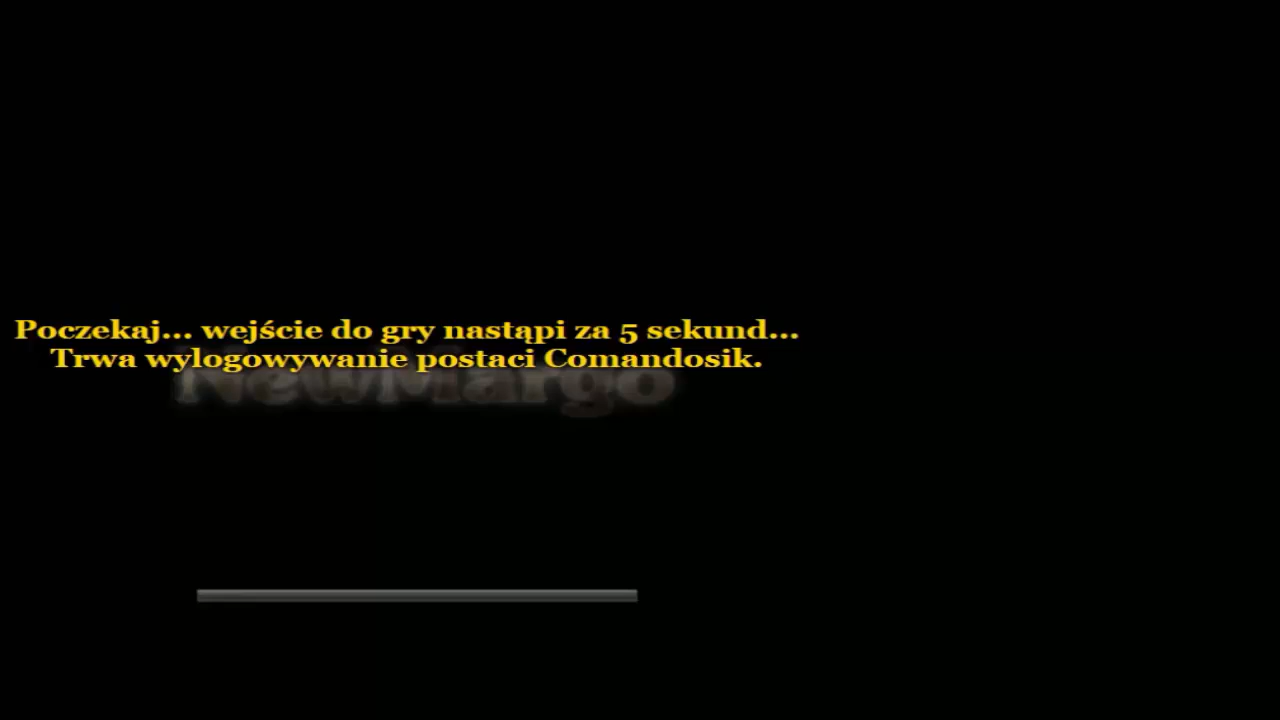 Poczekaj... wejście do gry nastąpi za 5 sekund...
Trwa wylogowywanie postaci Comandosik.
NewMargo